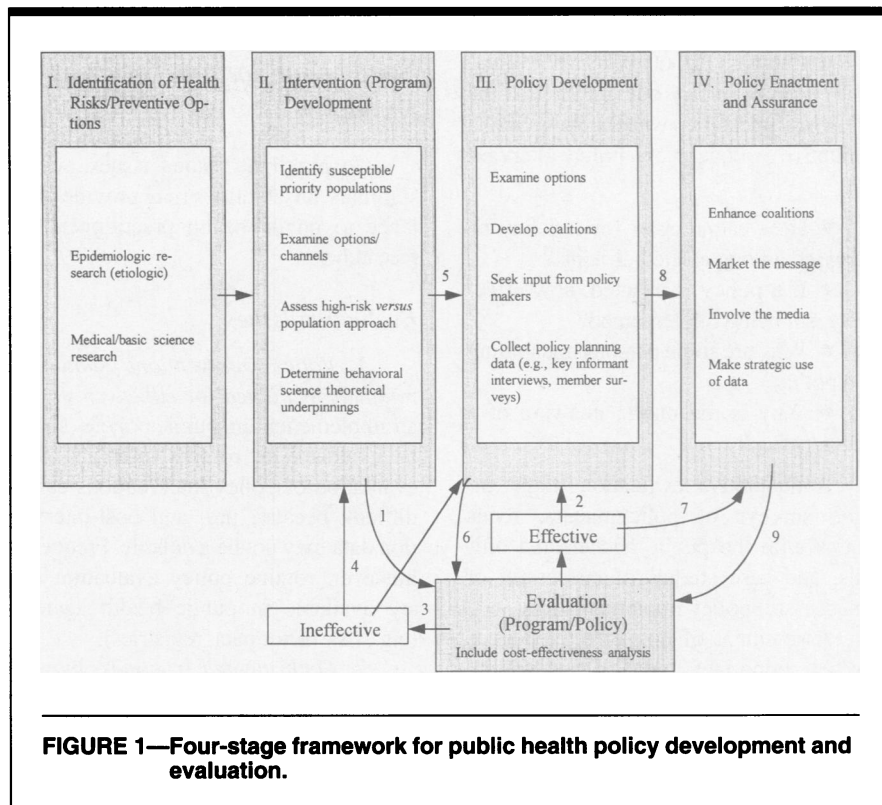 I. Identification of Health
Risks/Preventive Op-
tions
Epidemiologic re-
search (etiologic)
Medical/basic science
research
II. Intervention (Program)
Development
Identify susceptible/
priority populations
Examine options/
channels
Assess high-risk versus
population approach
Determine behavioral
science theoretical
underpinnings
5
III. Policy Development
Examine options
Develop coalitions
Seek input from policy
makers
Collect policy planning
data (e.g., key informant
interviews, member sur-
veys)
8
IV. Policy Enactment
and Assurance
Enhance coalitions
Market the message
Involve the media
Make strategic use
of data
1
4
6
2
7
9
Effective
3
Ineffective
Evaluation
(Program/Policy)
Include cost-effectiveness analysis
FIGURE 1—Four-stage framework for public health policy development and
evaluation.